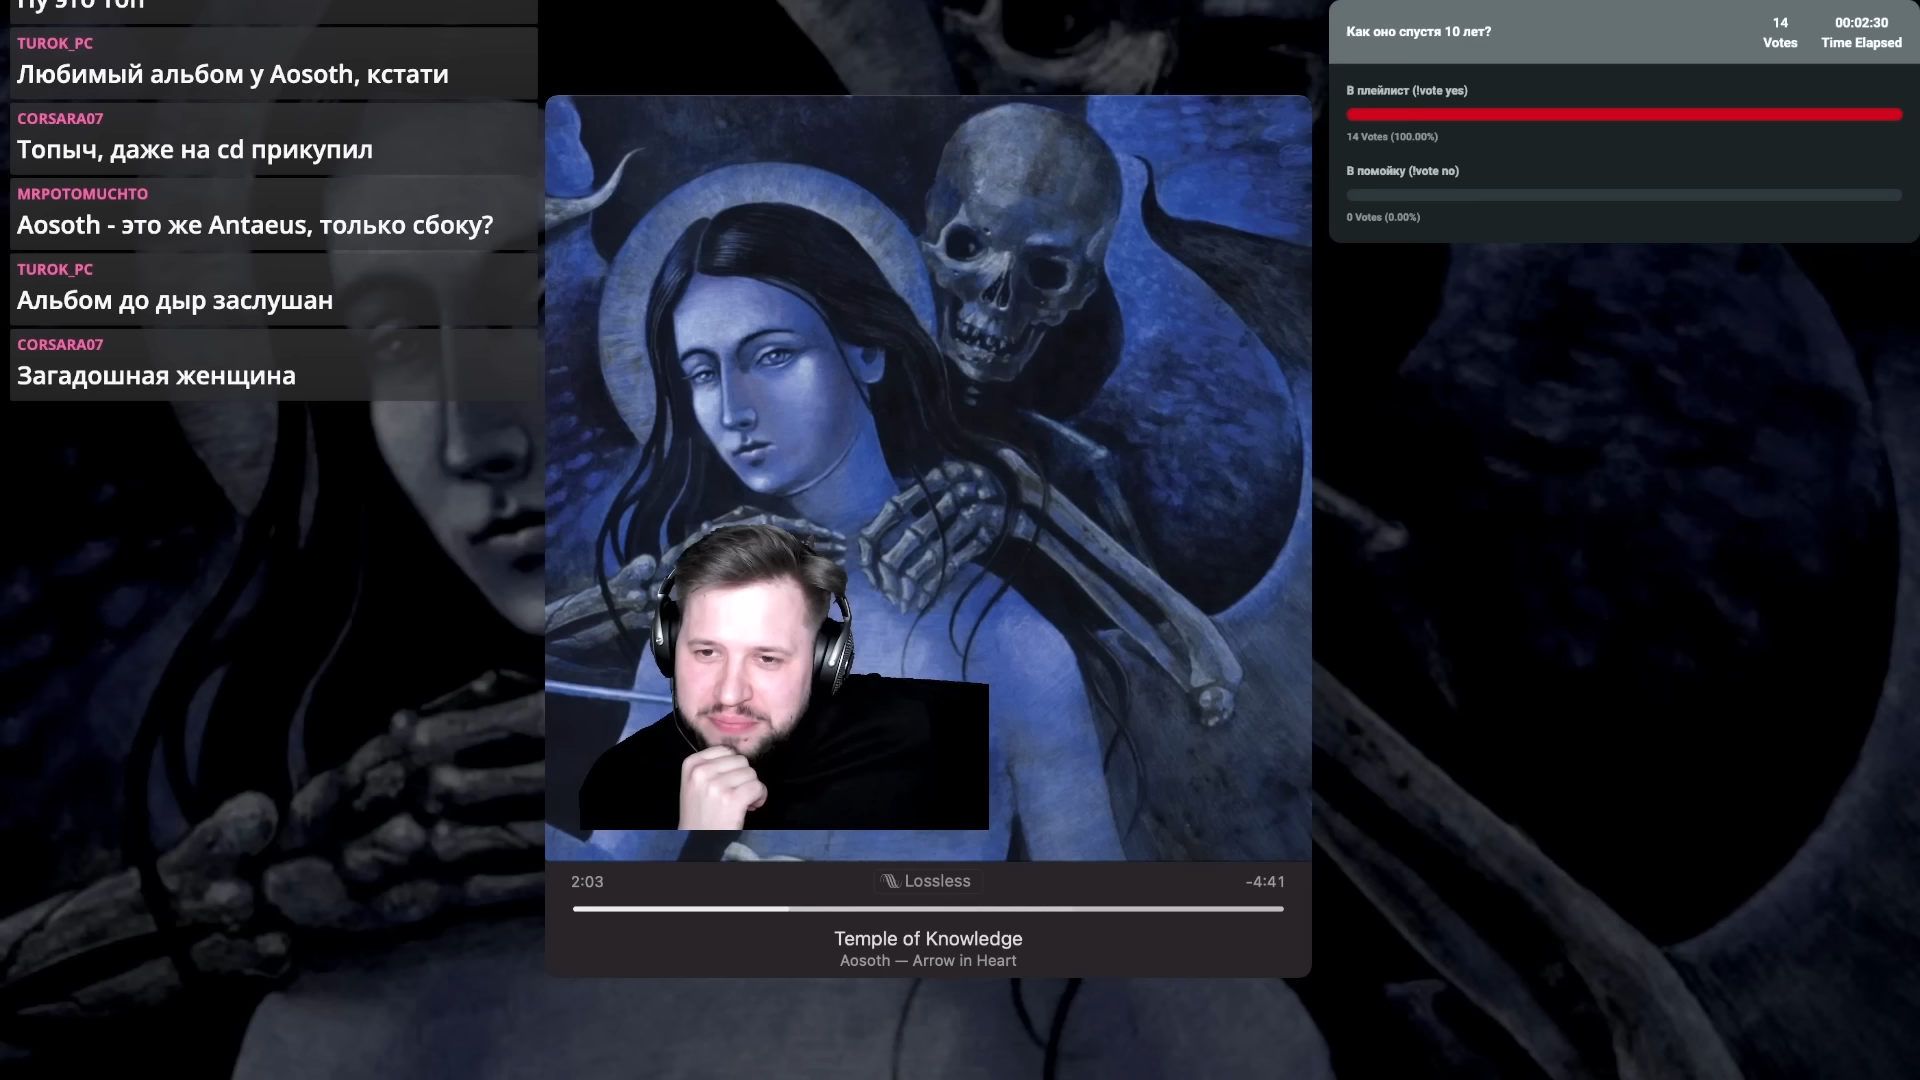 Ну это топ
TUROK_PC
Любимый альбом у Aosoth, кстати
CORSARA07
Топыч, даже на cd прикупил
MRPOTOMUCHTO
Aosoth - это же Antaeus, только сбоку?
TUROK_PC
Альбом до дыр заслушан
CORSARA07
Загадошная женщина
2:03
Lossless
-4:41
Temple of Knowledge
Aosoth — Arrow in Heart
Как оно спустя 10 лет?
14
Votes
00:02:30
Time Elapsed
В плейлист (!vote yes)
14 Votes (100.00%)
В помойку (!vote no)
0 Votes (0.00%)